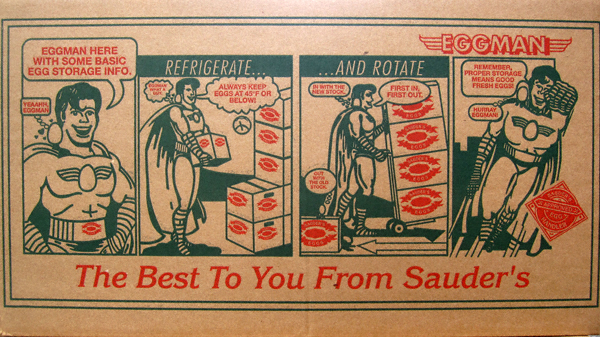 EGGMAN HERE
WITH SOME BASIC
EGG STORAGE INFO.
YEAAHH,
EGGMAN!
REFRIGERATE...
ALWAYS KEEP
EGGS AT 45°F OR
BELOW!
...AND ROTATE
IN WITH THE
NEW STOCK.
FIRST IN,
FIRST OUT.
OUT
WITH
THE OLD
STOCK.
SAUDER'S
EGGS
EGGMAN
REMEMBER,
PROPER STORAGE
MEANS GOOD
FRESH EGGS!
HURRAY
EGGMAN!
The Best To You From Sauder's